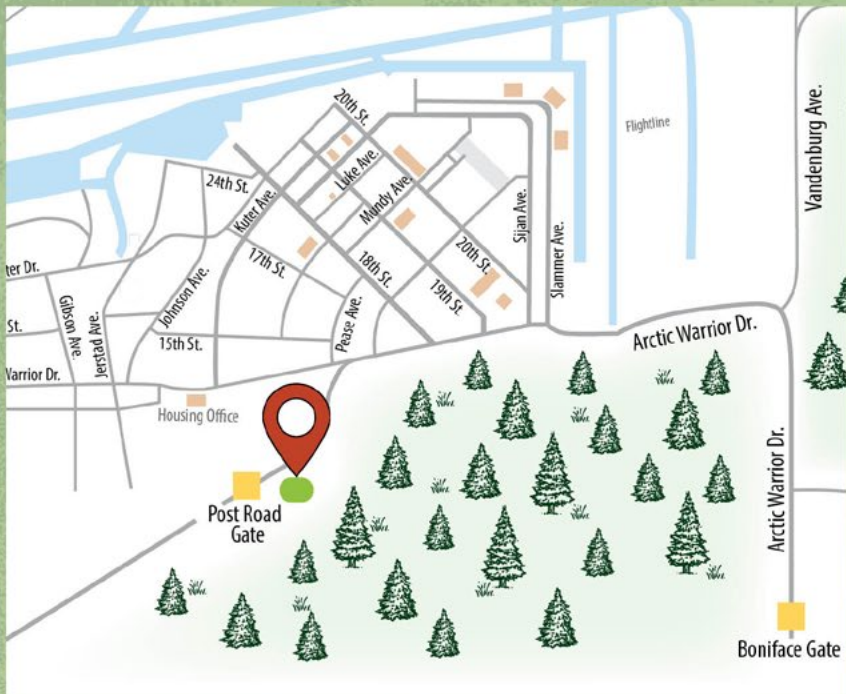 Vandenburg Ave.
20th St.
Flightline
Luke Ave.
24th St.
Kuter Ave.
Mundy Ave.
Sijan Ave.
17th St.
18th St.
20th St.
Slammer Ave.
ter Dr.
Johnson Ave.
19th St.
Gibson Ave.
Jerstad Ave.
St.
15th St.
Pease Ave.
Arctic Warrior Dr.
Warrior Dr.
Housing Office
Arctic Warrior Dr.
Post Road
Gate
Boniface Gate